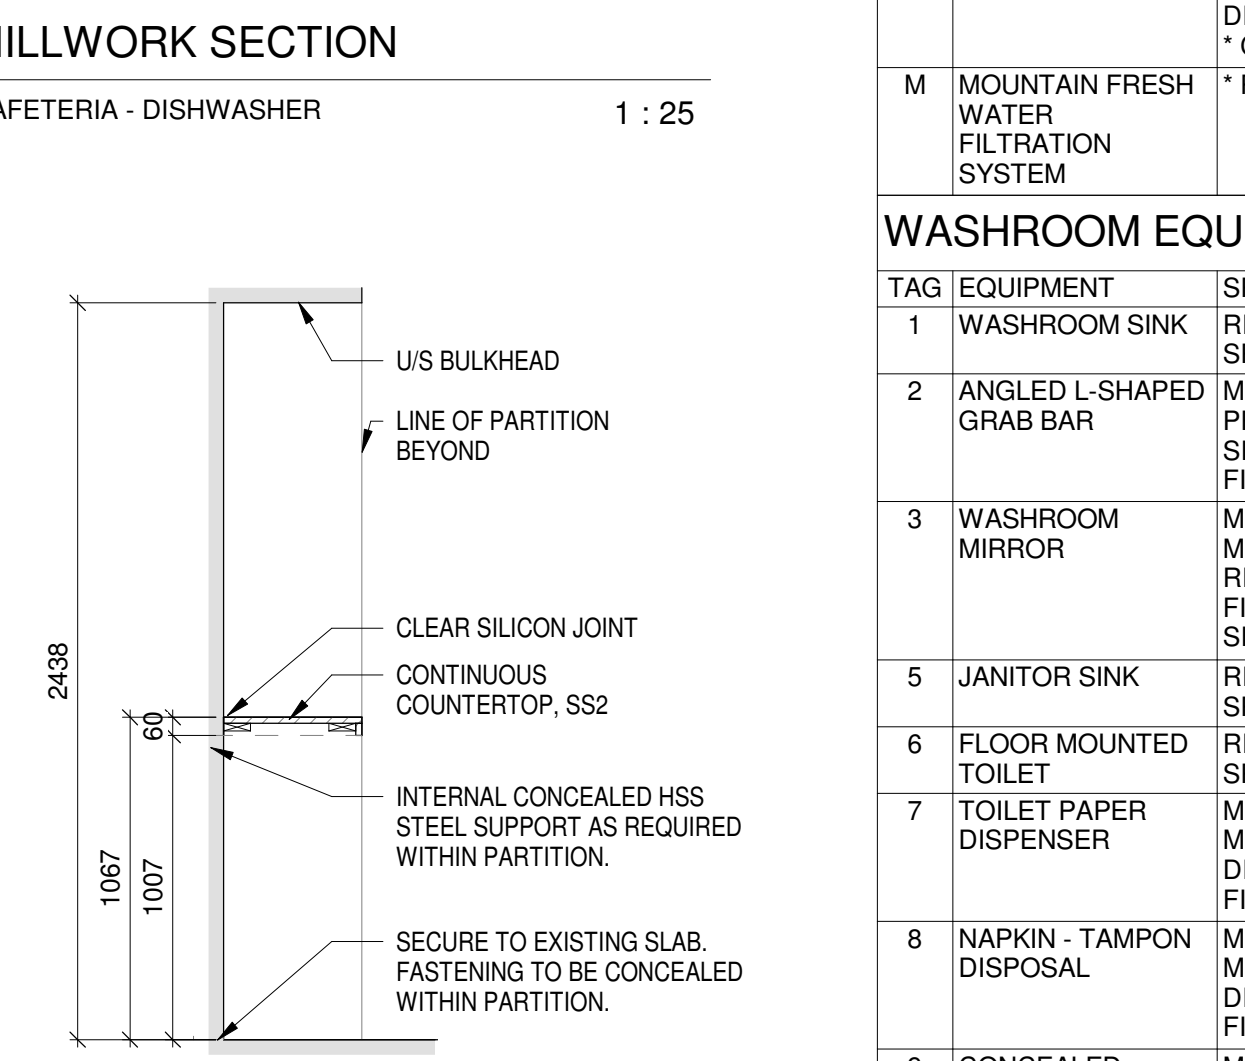 SECTION
- DISHWASHER
1 : 25
U/S BULKHEAD
LINE OF PARTITION
BEYOND
CLEAR SILICON JOINT
CONTINUOUS
COUNTERTOP, SS2
INTERNAL CONCEALED HSS
STEEL SUPPORT AS REQUIRED
WITHIN PARTITION.
SECURE TO EXISTING SLAB.
FASTENING TO BE CONCEALED
WITHIN PARTITION.
2438
60
1067
1007
M MOUNTAIN FRESH
WATER
FILTRATION
SYSTEM
WASHROOM
TAG EQUIPMENT
1 WASHROOM SINK
2 ANGLED L-SHAPED
GRAB BAR
3 WASHROOM
MIRROR
5 JANITOR SINK
6 FLOOR MOUNTED
TOILET
7 TOILET PAPER
DISPENSER
8 NAPKIN - TAMPON
DISPOSAL